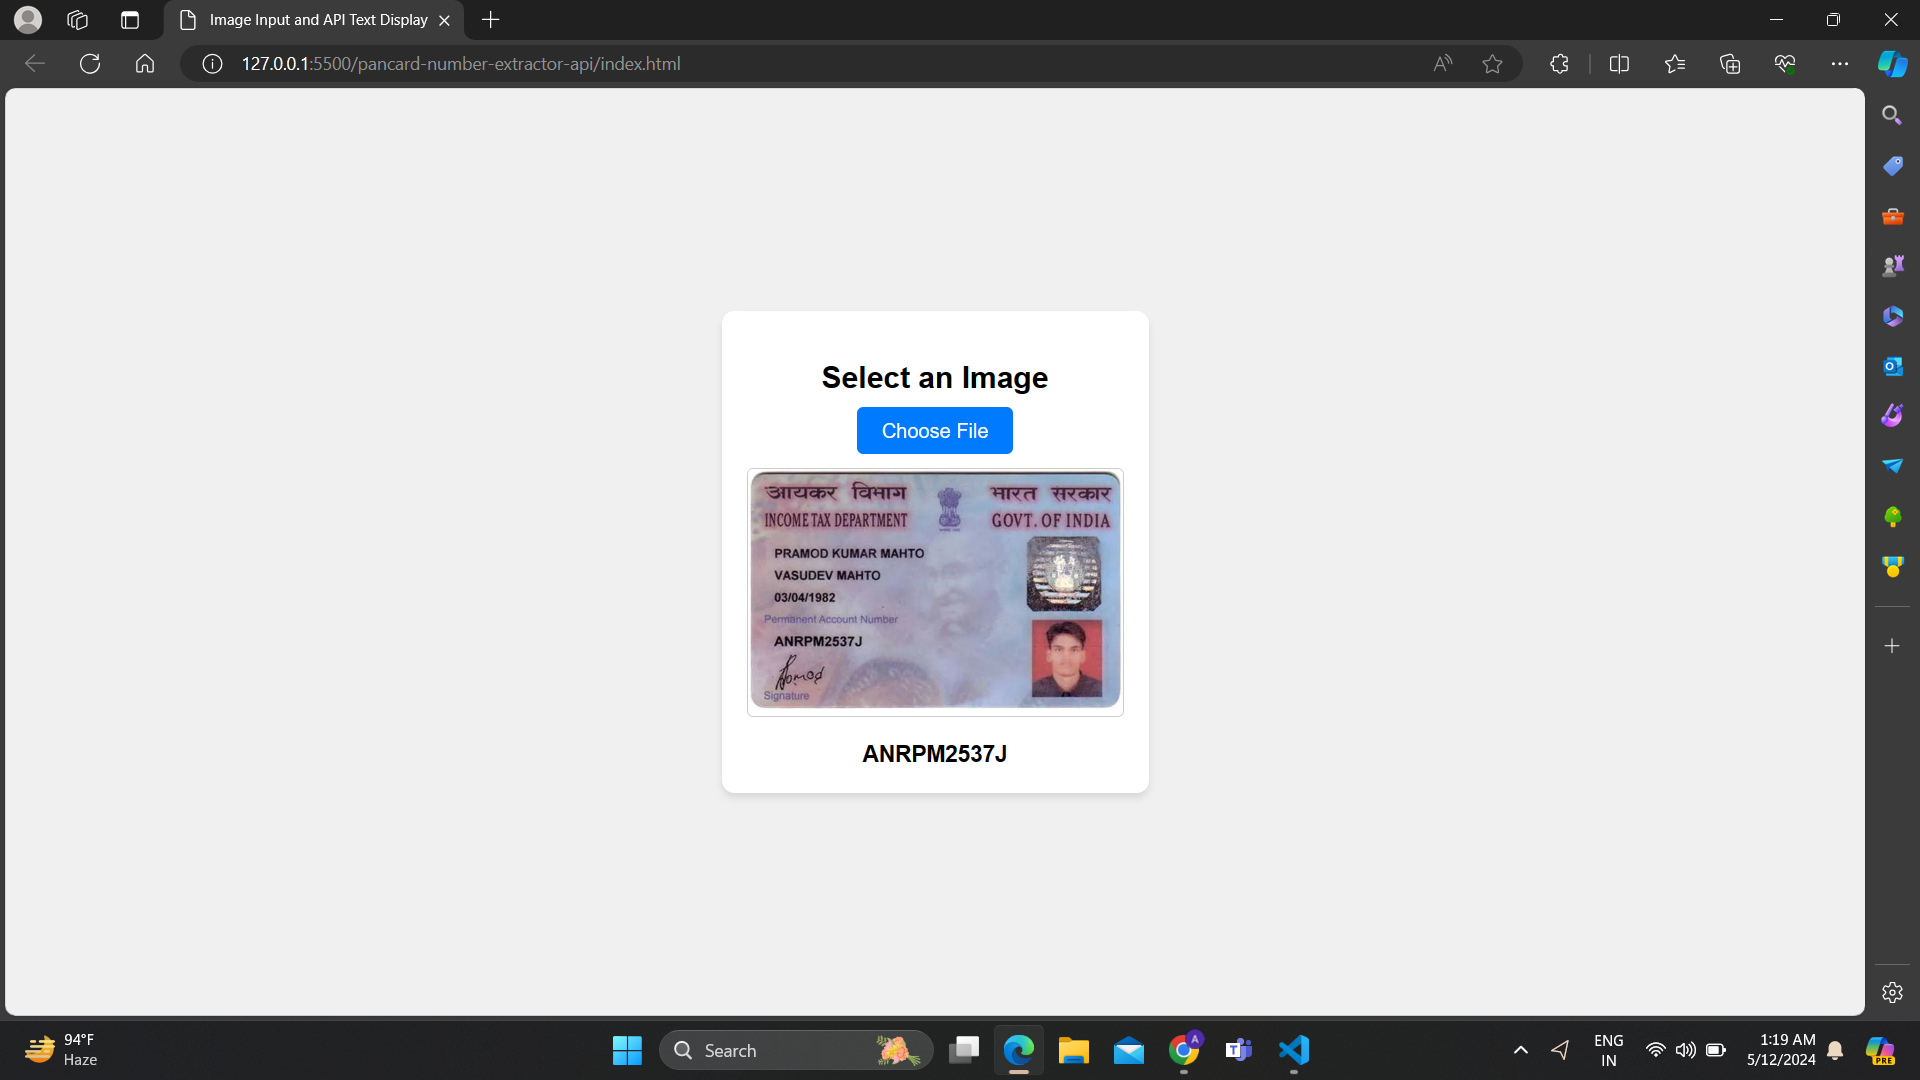 Image Input and API Text Display
127.0.0.1:5500/pancard-number-extractor-api/index.html
Select an Image
Choose File
आयकर विभाग भारत सरकार
INCOME TAX DEPARTMENT GOVT. OF INDIA
PRAMOD KUMAR MAHTO
VASUDEV MAHTO
03/04/1982
Permanent Account Number
ANRPM2537J
Signature
ANRPM2537J
94°F
Haze
Search
ENG
IN
1:19 AM
5/12/2024